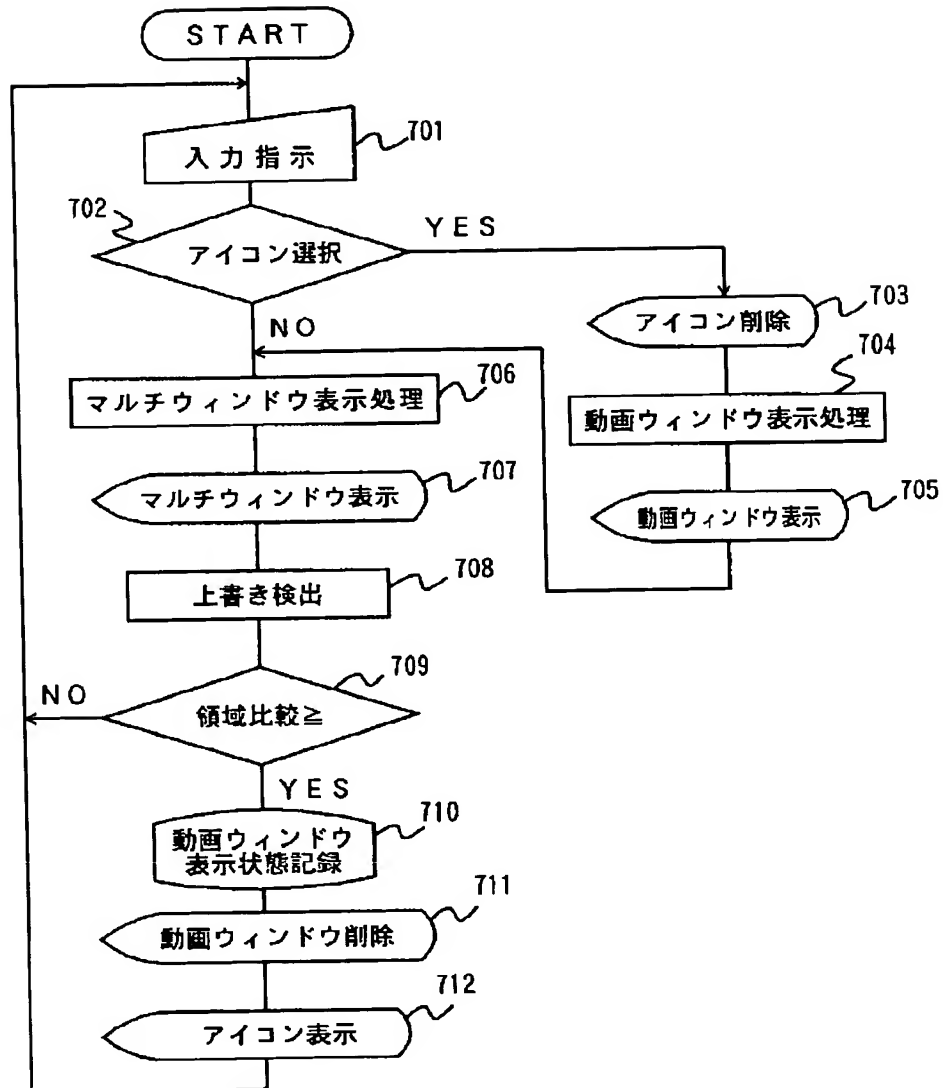 START
入力指示
701
702
アイコン選択
YES
アイコン削除
703
NO
704
マルチウィンドウ表示処理
706
動画ウィンドウ表示処理
マルチウィンドウ表示
707
動画ウィンドウ表示
705
上書き検出
708
709
NO
領域比較≧
YES
動画ウィンドウ
表示状態記録
710
動画ウィンドウ削除
711
アイコン表示
712